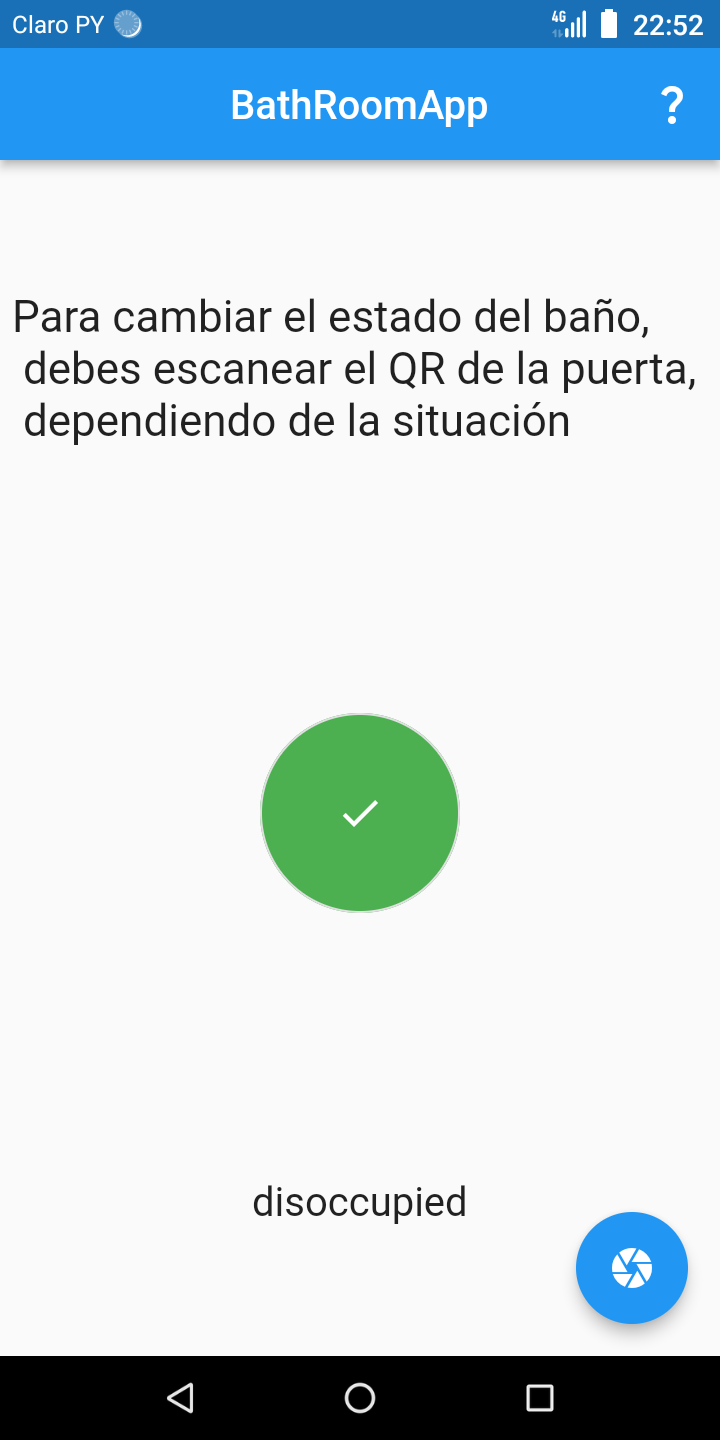 Claro PY
4G
22:52
BathRoomApp
?
Para cambiar el estado del baño,
debes escanear el QR de la puerta,
dependiendo de la situación
disoccupied